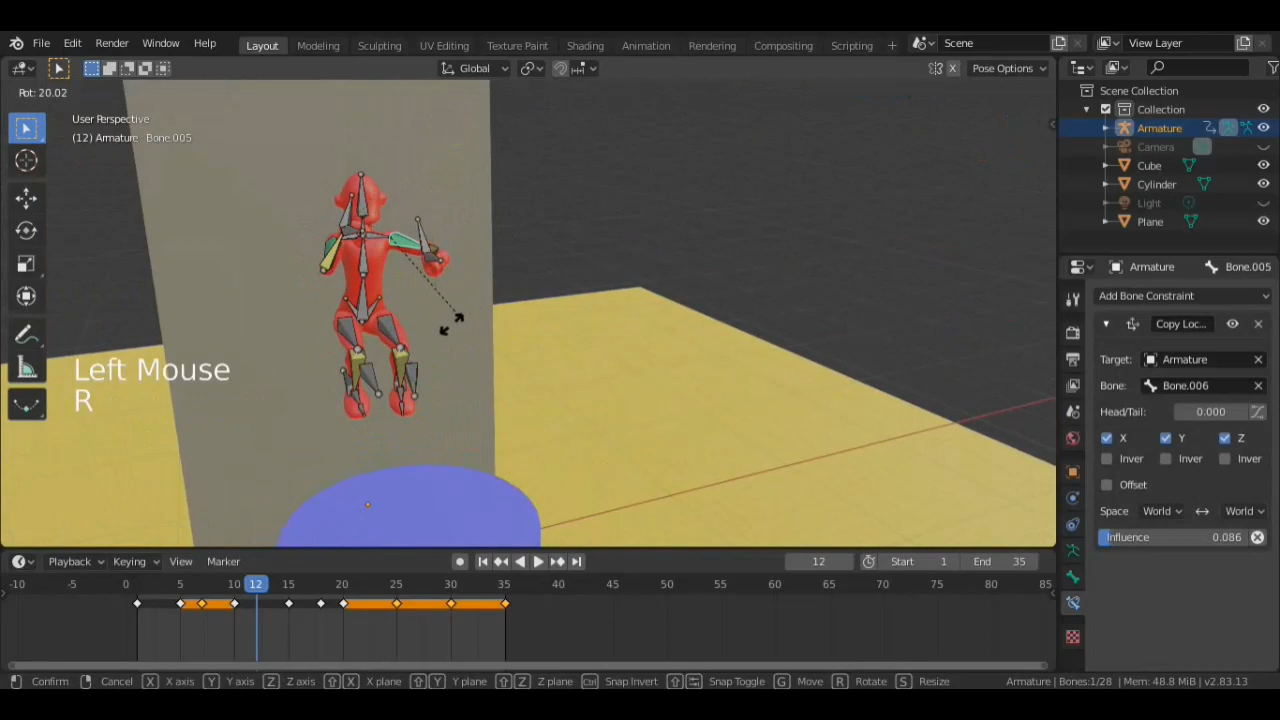 File Edit Render Window Help Layout Modeling Sculpting UV Editing Texture Paint Shading Animation Rendering Compositing Scripting + Scene View Layer
Global X Pose Options
Rot: 20.02
User Perspective
(12) Armature Bone 005
Left Mouse
R
Scene Collection
Collection
Armature
Camera
Cube
Cylinder
Light
Plane
Armature Bone.005
Add Bone Constraint
Copy Loc...
Target: Armature
Bone: Bone.006
Head/Tail: 0.000
X Y Z
Inver Inver Inver
Offset
Space World World
Influence 0.086
Playback Keying View Marker 12 Start 1 End 35
-10 -5 0 5 10 12 15 20 25 30 35 40 45 50 55 60 65 70 75 80 85
Confirm Cancel X X axis Y Y axis Z Z axis X X plane Y Y plane Z Z plane Ctrl Snap Invert Snap Toggle G Move R Rotate S Resize Armature | Bones:1/28 | Mem: 48.8 MiB | v2.83.13